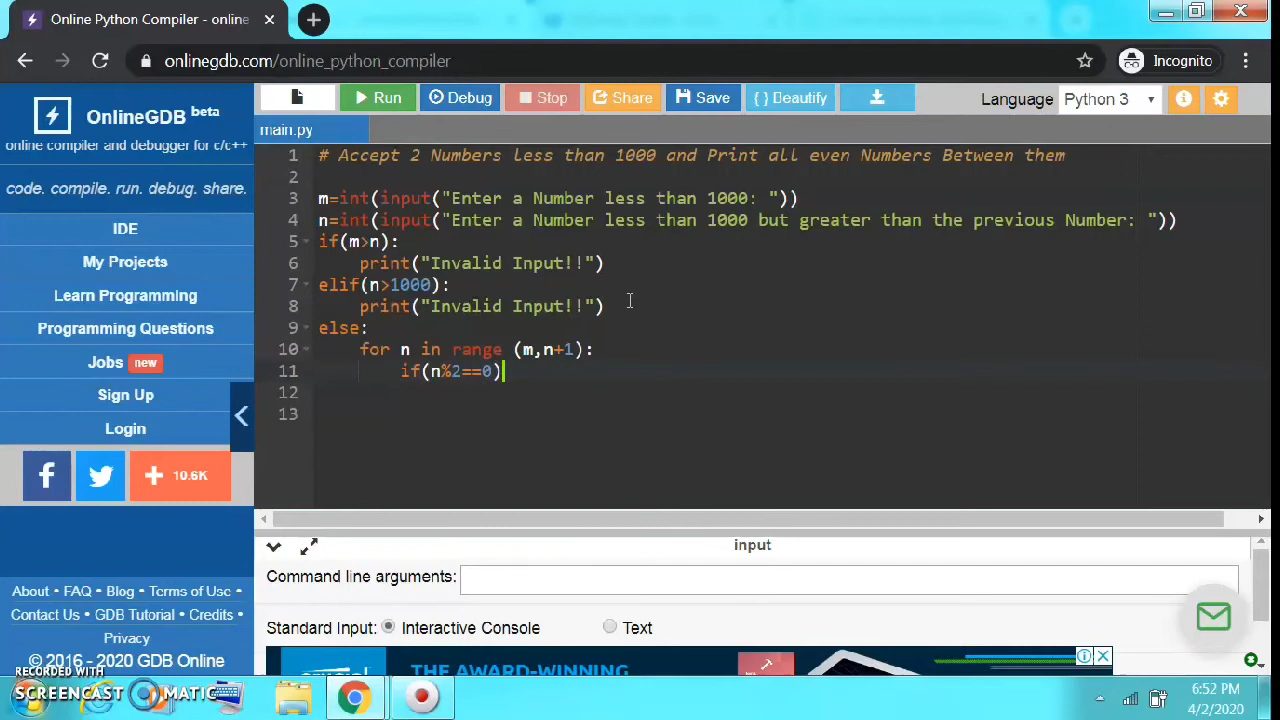 Online Python Compiler - online
onlinegdb.com/online_python_compiler
Incognito
OnlineGDB beta
online compiler and debugger for c/c++
code. compile. run. debug. share.
IDE
My Projects
Learn Programming
Programming Questions
Jobs new
Sign Up
Login
10.6K
About • FAQ • Blog • Terms of Use •
Contact Us • GDB Tutorial • Credits •
Privacy
© 2016 - 2020 GDB Online
Run Debug Stop Share Save { } Beautify Language Python 3
main.py
1 # Accept 2 Numbers less than 1000 and Print all even Numbers Between them
2
3 m=int(input("Enter a Number less than 1000: "))
4 n=int(input("Enter a Number less than 1000 but greater than the previous Number: "))
5 if(m>n):
6 print("Invalid Input!!")
7 elif(n>1000):
8 print("Invalid Input!!")
9 else:
10 for n in range (m,n+1):
11 if(n%2==0)
12
13
input
Command line arguments:
Standard Input: Interactive Console Text
THE AWARD-WINNING
RECORDED WITH
SCREENCAST MATIC
6:52 PM
4/2/2020